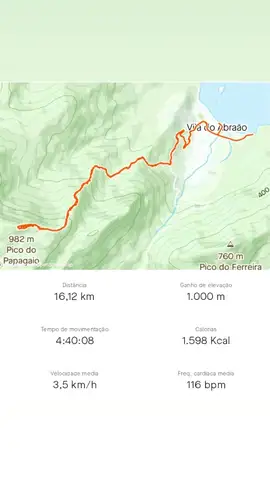 Vila do Abraão
400
982 m
Pico do
Papagaio
760 m
Pico do Ferreira
Distância
16,12 km
Ganho de elevação
1.000 m
Tempo de movimentação
4:40:08
Calorias
1.598 Kcal
Velocidade média
3,5 km/h
Freq. cardíaca média
116 bpm